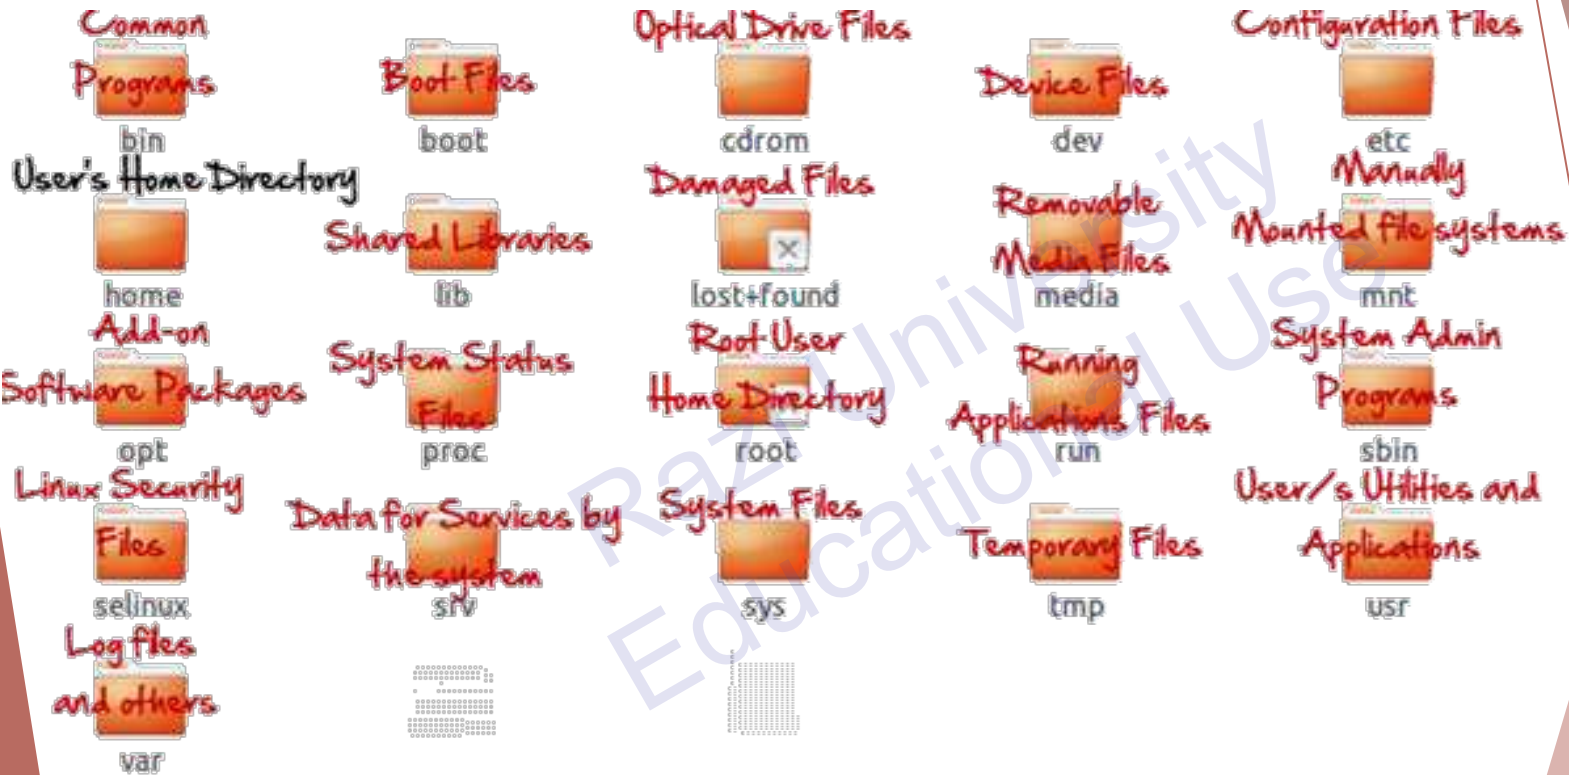 Common
Programs
bin
Boot Files
boot
Optical Drive Files
cdrom
Device Files
dev
Configuration Files
etc
User's Home Directory
home
Shared Libraries
lib
Damaged Files
lost+found
Removable
Media Files
media
Manually
Mounted file systems
mnt
Add-on
Software Packages
opt
System Status
Files
proc
Root User
Home Directory
root
Running
Applications Files
run
System Admin
Programs
sbin
Linux Security
Files
selinux
Data for Services by
the system
srv
System Files
sys
Temporary Files
tmp
User/s Utilities and
Applications
usr
Log files
and others
var
Razi University
Educational Use